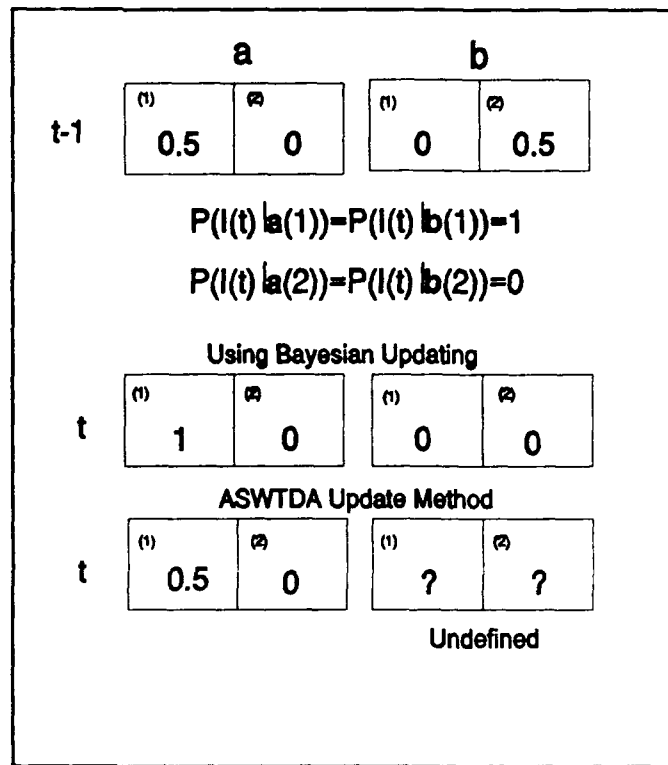 a b
t-1 (1) 0.5 (2) 0 (1) 0 (2) 0.5
P(I(t) |a(1))=P(I(t) |b(1))=1
P(I(t) |a(2))=P(I(t) |b(2))=0
Using Bayesian Updating
t (1) 1 (2) 0 (1) 0 (2) 0
ASWTDA Update Method
t (1) 0.5 (2) 0 (1) ? (2) ?
Undefined